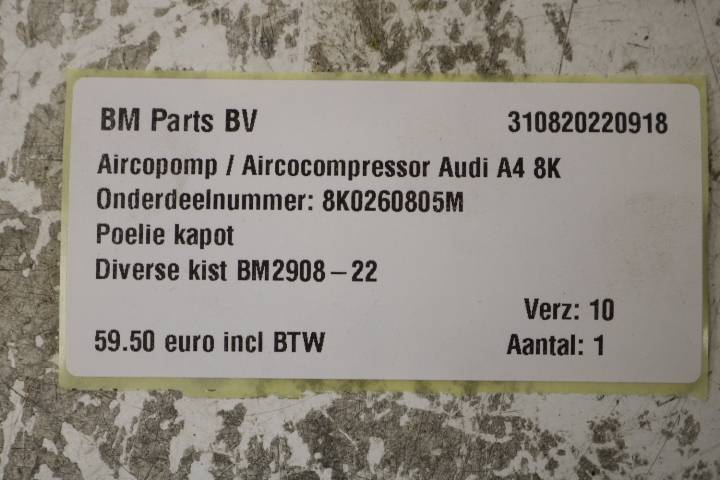 BM Parts BV 310820220918
Aircopomp / Aircocompressor Audi A4 8K
Onderdeelnummer: 8K0260805M
Poelie kapot
Diverse kist BM2908-22
Verz: 10
59.50 euro incl BTW Aantal: 1